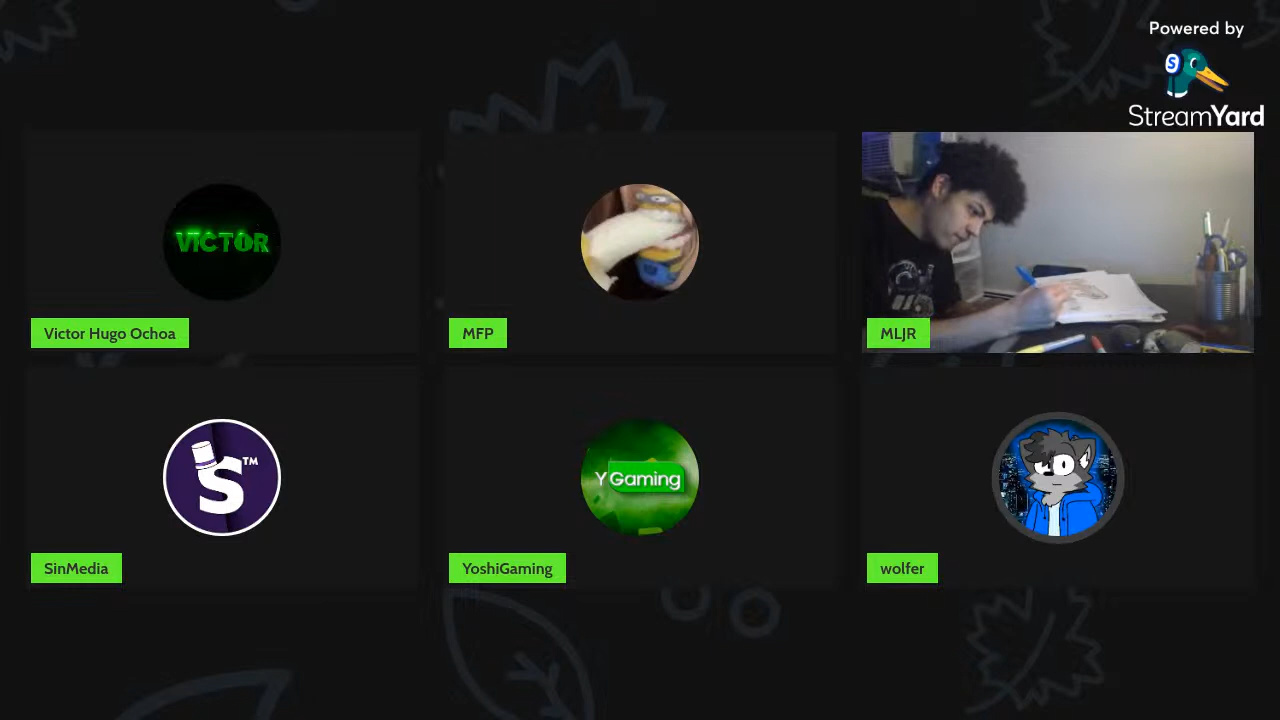 Powered by
S
StreamYard
VICTOR
Victor Hugo Ochoa
MFP
MLJR
S™
YGaming
SinMedia
YoshiGaming
wolfer